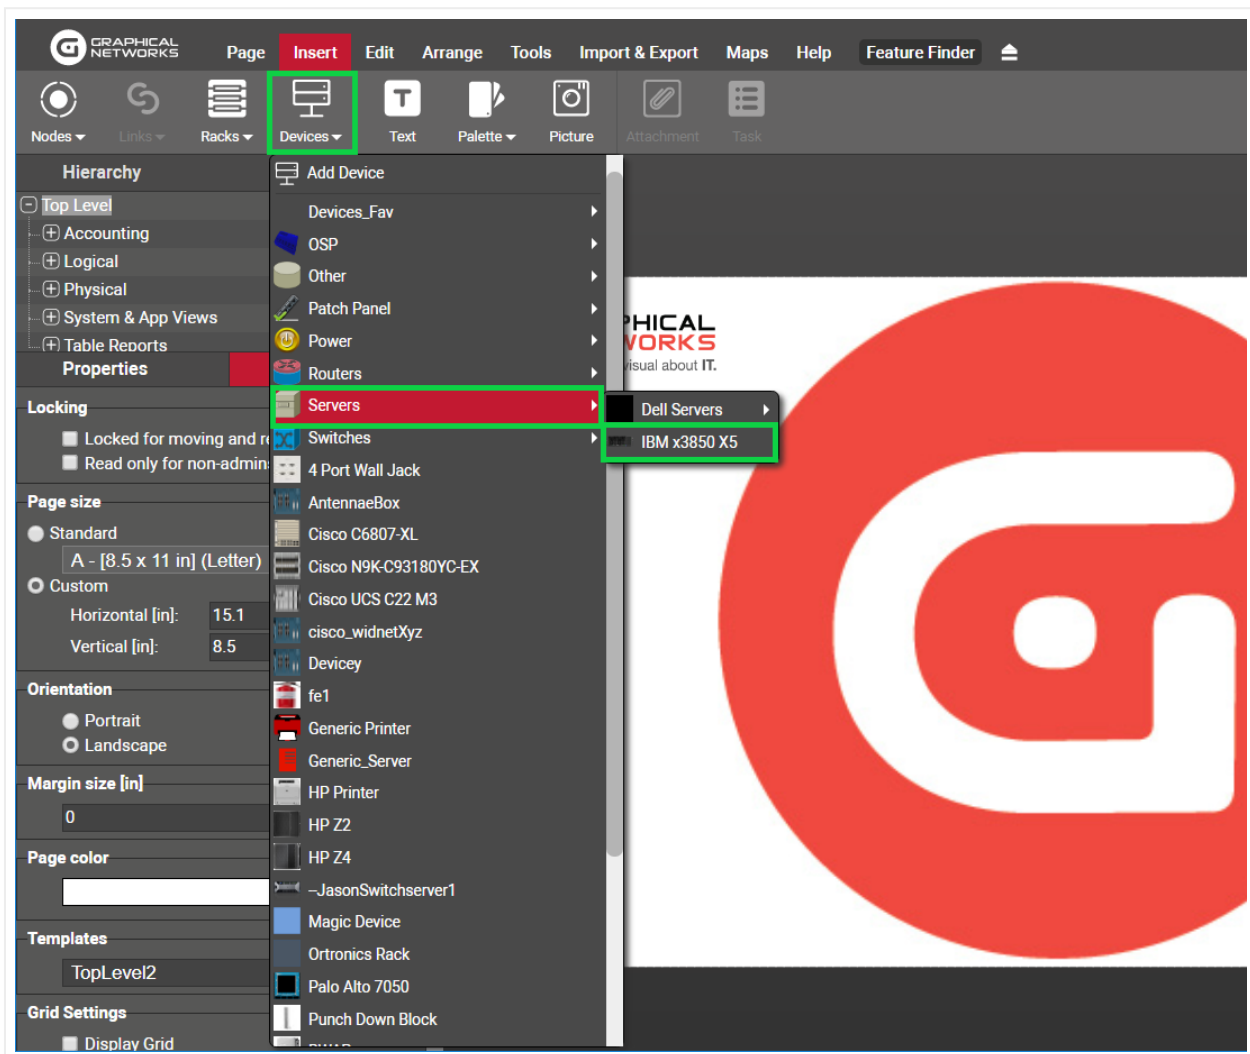 GRAPHICAL
NETWORKS
Page Insert Edit Arrange Tools Import & Export Maps Help Feature Finder
Nodes Links Racks Devices Text Palette Picture Attachment Task
Hierarchy
Top Level
Accounting
Logical
Physical
System & App Views
Table Reports
Properties
Locking
Locked for moving and re
Read only for non-admin
Page size
Standard
A - [8.5 x 11 in] (Letter)
Custom
Horizontal [in]: 15.1
Vertical [in]: 8.5
Orientation
Portrait
Landscape
Margin size [in]
0
Page color
Templates
TopLevel2
Grid Settings
Display Grid
Add Device
Devices_Fav
OSP
Other
Patch Panel
Power
Routers
Servers
Switches
4 Port Wall Jack
AntennaeBox
Cisco C6807-XL
Cisco N9K-C93180YC-EX
Cisco UCS C22 M3
cisco_widnetXyz
Devicey
fe1
Generic Printer
Generic_Server
HP Printer
HP Z2
HP Z4
--JasonSwitchserver1
Magic Device
Ortronics Rack
Palo Alto 7050
Punch Down Block
Dell Servers
IBM x3850 X5
PHICAL
WORKS
visual about IT.